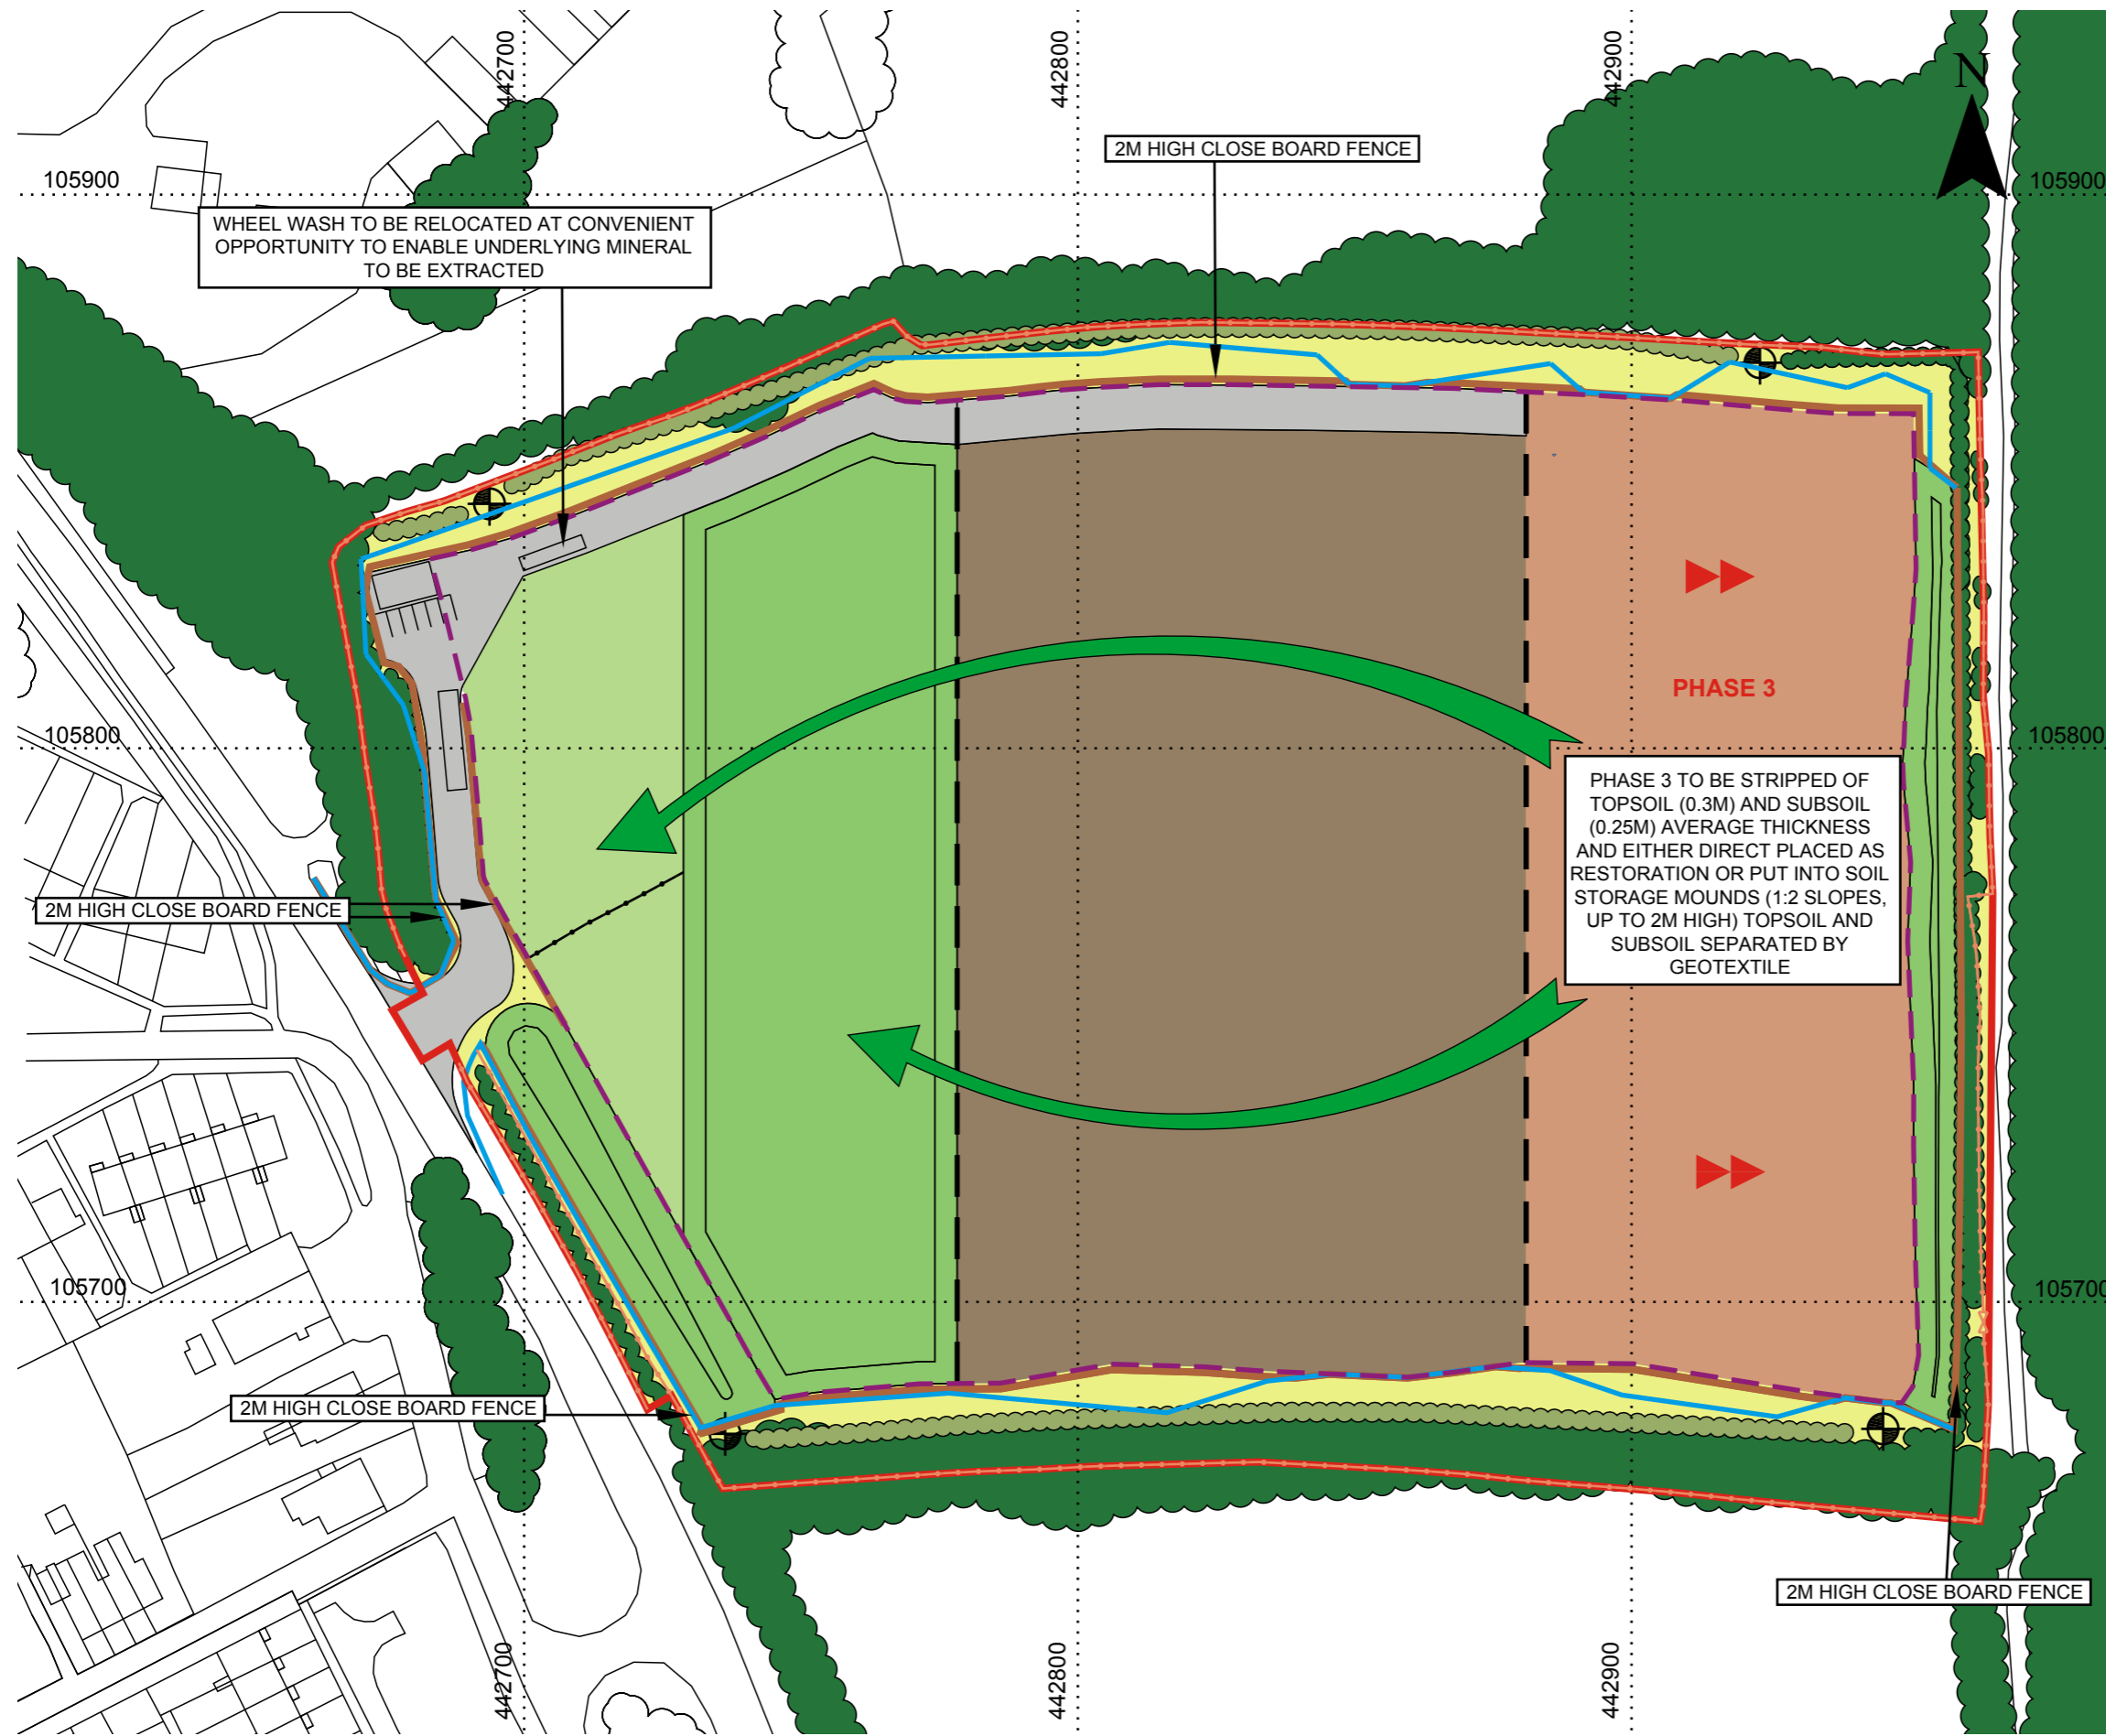 442700
442800
442900
N
2M HIGH CLOSE BOARD FENCE
105900
105900
WHEEL WASH TO BE RELOCATED AT CONVENIENT
OPPORTUNITY TO ENABLE UNDERLYING MINERAL
TO BE EXTRACTED
PHASE 3
105800
105800
PHASE 3 TO BE STRIPPED OF
TOPSOIL (0.3M) AND SUBSOIL
(0.25M) AVERAGE THICKNESS
AND EITHER DIRECT PLACED AS
RESTORATION OR PUT INTO SOIL
STORAGE MOUNDS (1:2 SLOPES,
UP TO 2M HIGH) TOPSOIL AND
SUBSOIL SEPARATED BY
GEOTEXTILE
2M HIGH CLOSE BOARD FENCE
105700
105700
2M HIGH CLOSE BOARD FENCE
2M HIGH CLOSE BOARD FENCE
442700
442800
442900